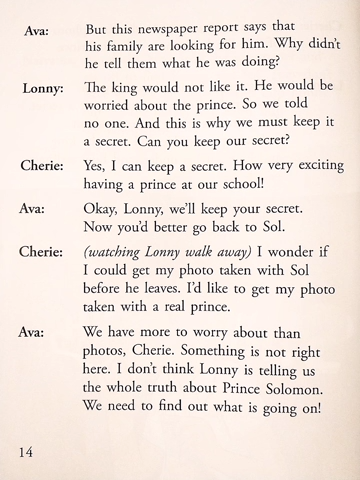 Ava: But this newspaper report says that
his family are looking for him. Why didn't
he tell them what he was doing?
Lonny: The king would not like it. He would be
worried about the prince. So we told
no one. And this is why we must keep it
a secret. Can you keep our secret?
Cherie: Yes, I can keep a secret. How very exciting
having a prince at our school!
Ava: Okay, Lonny, we'll keep your secret.
Now you'd better go back to Sol.
Cherie: (watching Lonny walk away) I wonder if
I could get my photo taken with Sol
before he leaves. I'd like to get my photo
taken with a real prince.
Ava: We have more to worry about than
photos, Cherie. Something is not right
here. I don't think Lonny is telling us
the whole truth about Prince Solomon.
We need to find out what is going on!
14